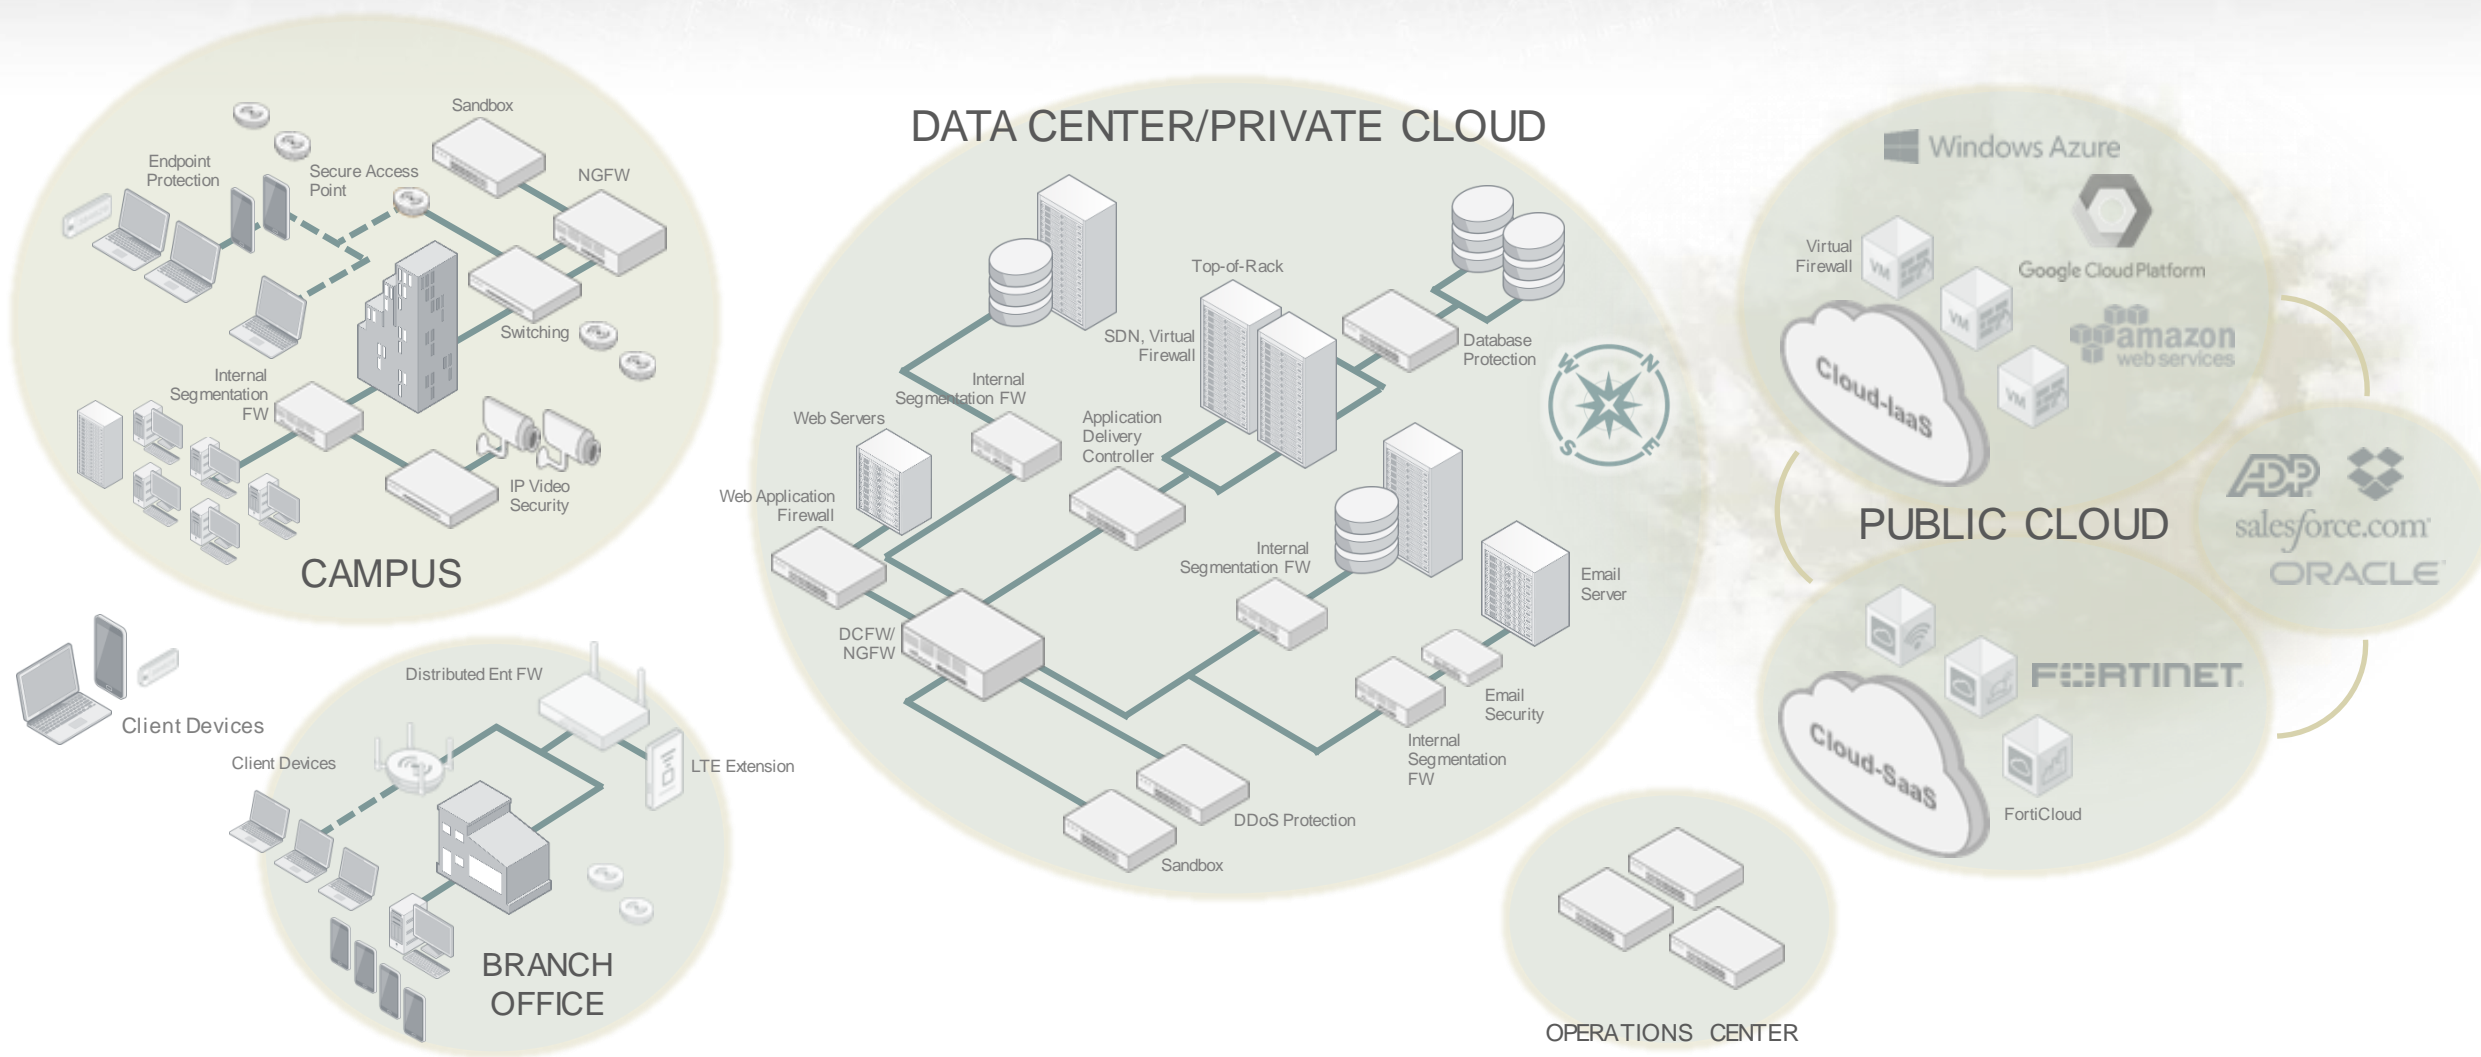 Sandbox
Endpoint
Protection
Secure Access
Point
NGFW
Switching
Internal
Segmentation
FW
IP Video
Security
CAMPUS
Client Devices
Distributed Ent FW
Client Devices
LTE Extension
BRANCH
OFFICE
DATA CENTER/PRIVATE CLOUD
Top-of-Rack
SDN, Virtual
Firewall
Database
Protection
Internal
Segmentation FW
Web Servers
Application
Delivery
Controller
Web Application
Firewall
Internal
Segmentation FW
Email
Server
DCFW/
NGFW
Email
Security
Internal
Segmentation
FW
DDoS Protection
Sandbox
W
N
S
E
OPERATIONS CENTER
Windows Azure
Virtual
Firewall
VM
Google Cloud Platform
VM
amazon
web services
VM
Cloud-IaaS
PUBLIC CLOUD
ADP
salesforce.com
ORACLE
FORTINET
Cloud-SaaS
FortiCloud